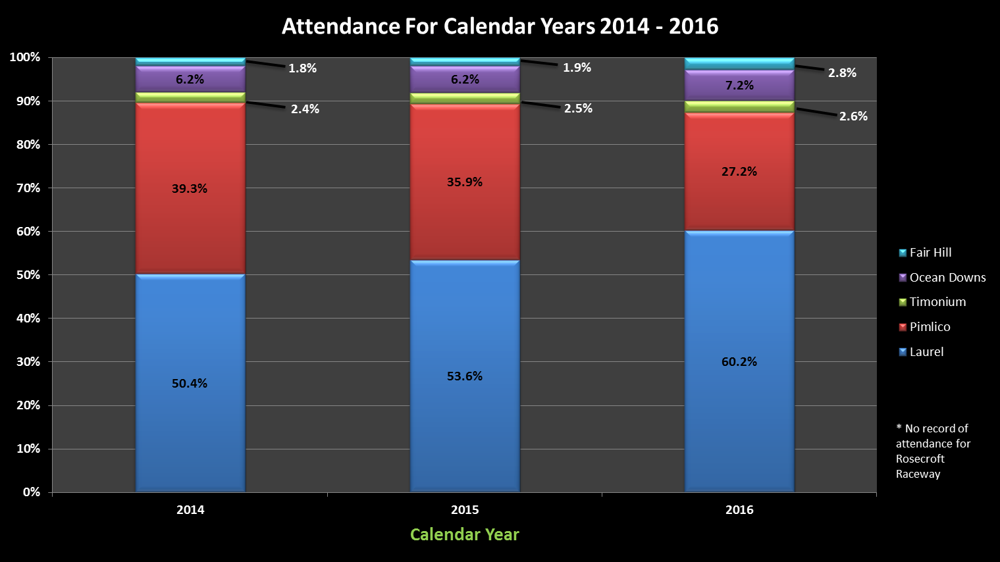 Attendance For Calendar Years 2014 - 2016
100%
90%
80%
70%
60%
50%
40%
30%
20%
10%
0%
1.8%
6.2%
2.4%
39.3%
50.4%
1.9%
6.2%
2.5%
35.9%
53.6%
2.8%
7.2%
2.6%
27.2%
60.2%
2014
2015
2016
Calendar Year
Fair Hill
Ocean Downs
Timonium
Pimlico
Laurel
* No record of
attendance for
Rosecroft
Raceway